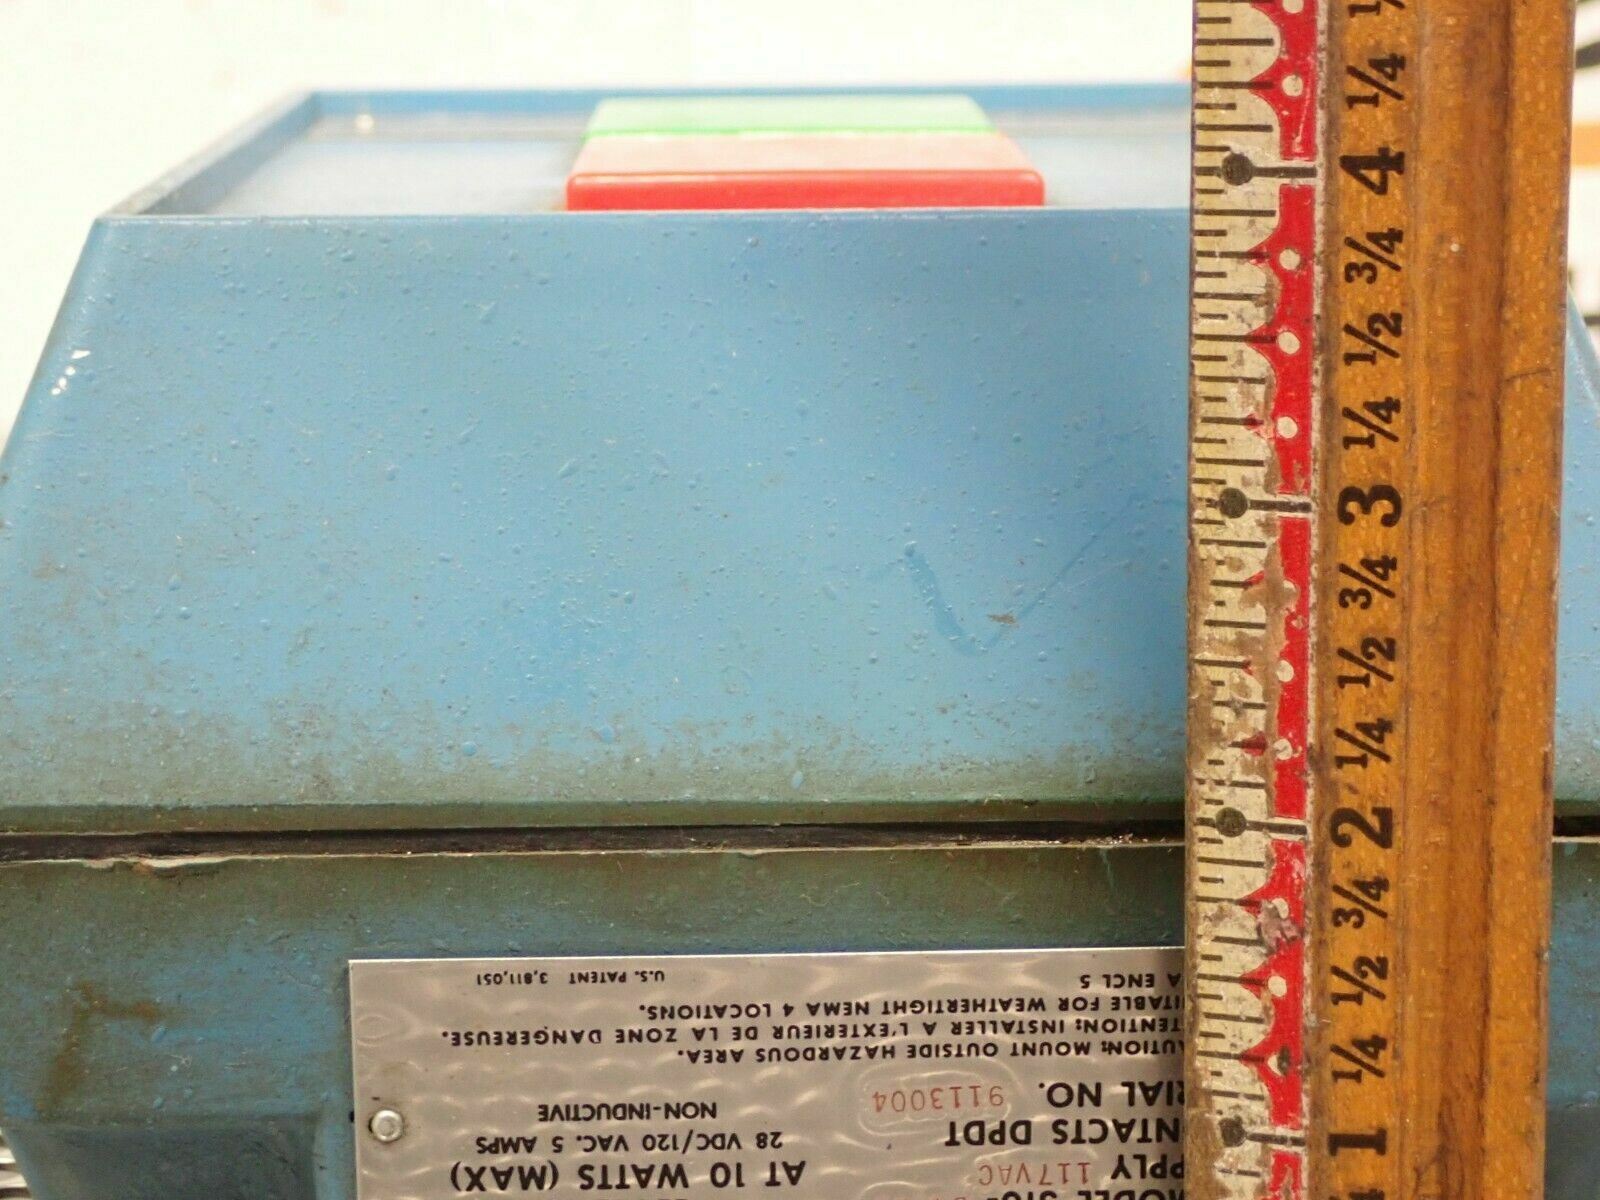 MODEL
PPLY 117VAC AT 10 WATTS (MAX)
NTACTS DPDT 28 VDC/120 VAC. 5 AMPS
NON-INDUCTIVE
RIAL NO. 9113004
AUTION: MOUNT OUTSIDE HAZARDOUS AREA.
TENTION: INSTALLER A L'EXTERIEUR DE LA ZONE DANGEREUSE.
ITABLE FOR WEATHERTIGHT NEMA 4 LOCATIONS.
A ENCL 5 U.S. PATENT 3,811,051
1 1/4 1/2 3/4 2 1/4 1/2 3/4 3 1/4 1/2 3/4 4 1/4